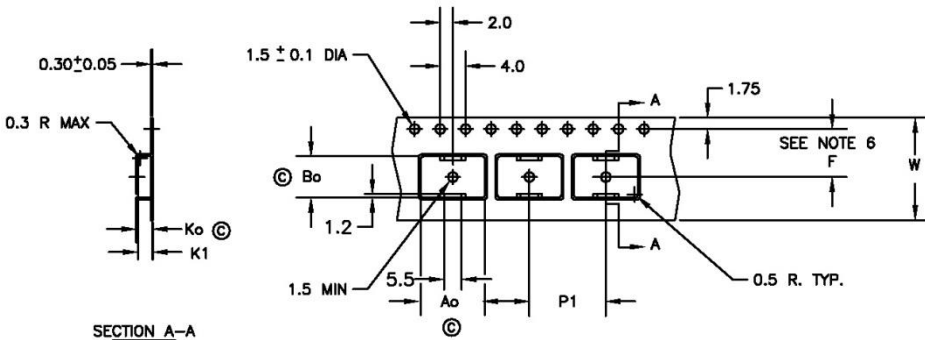 2.0
1.5 ± 0.1 DIA
4.0
0.30±0.05
A
1.75
0.3 R MAX
SEE NOTE 6
F
W
Ⓒ Bo
1.2
Ko Ⓒ
K1
A
5.5
1.5 MIN
Ao
P1
0.5 R. TYP.
Ⓒ
SECTION A-A